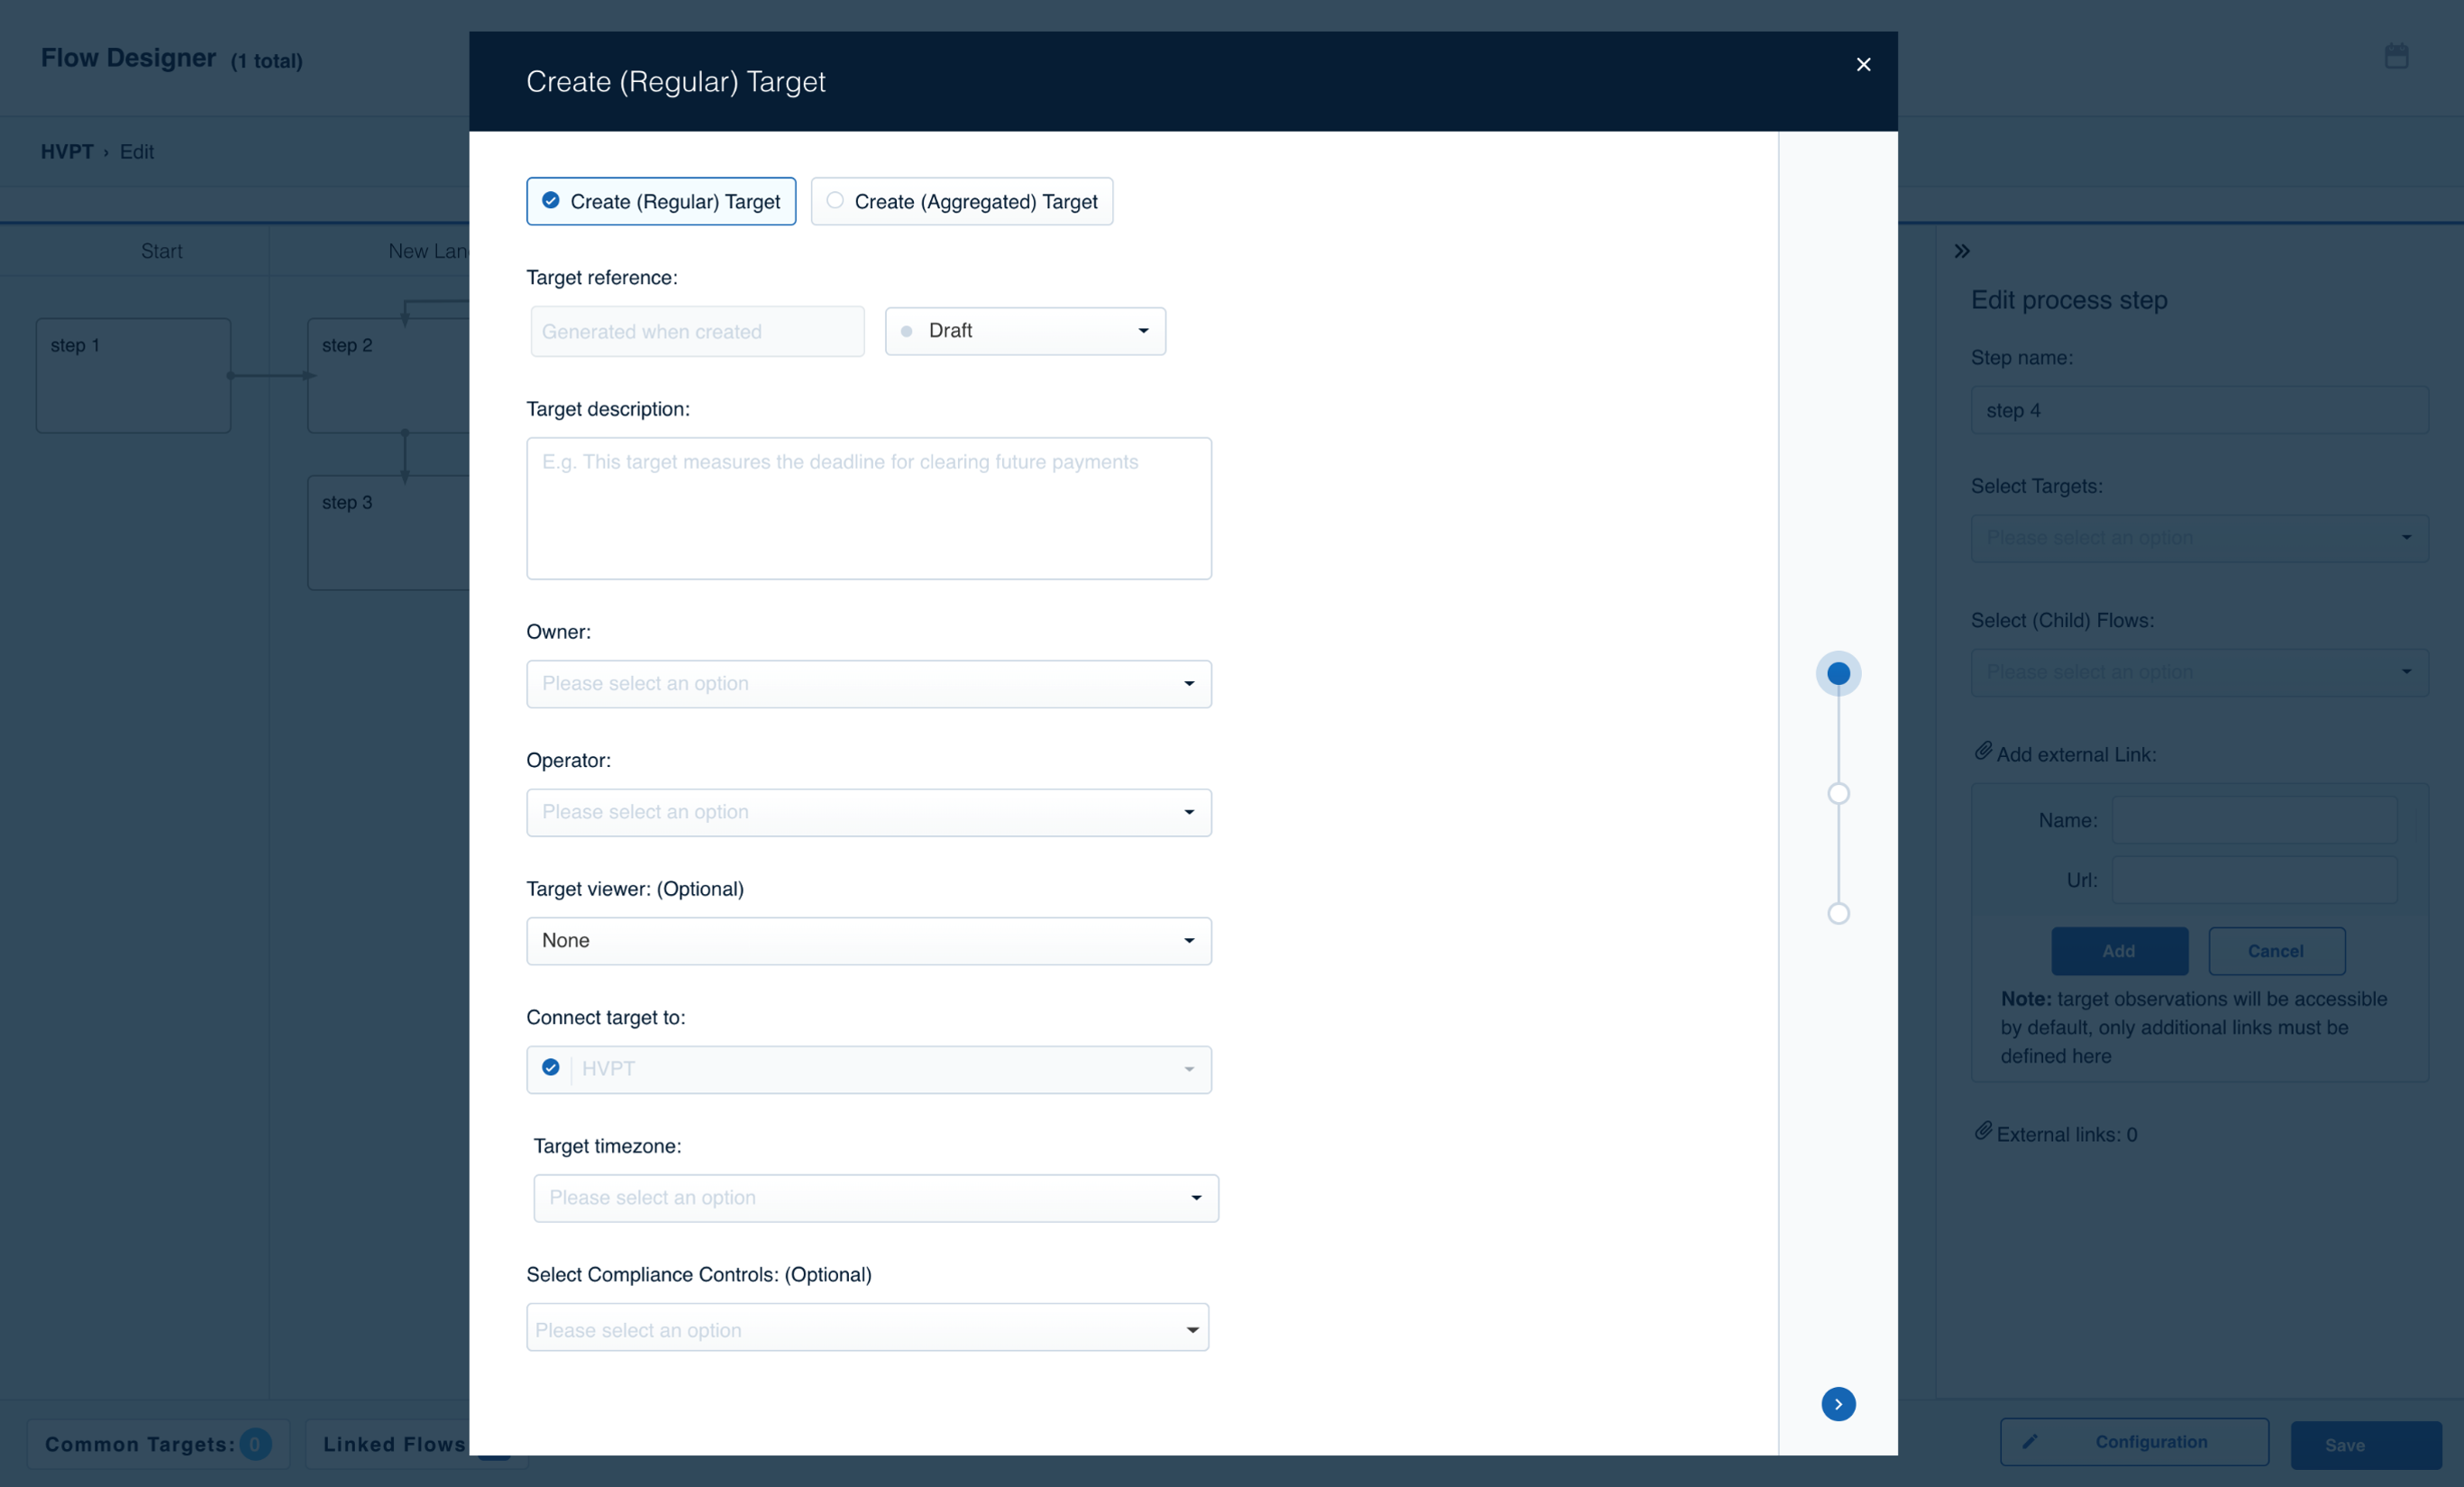 Flow Designer (1 total)
HVPT › Edit
Start
New Lan
step 1
step 2
step 3
Create (Regular) Target
Create (Regular) Target
Create (Aggregated) Target
Target reference:
Generated when created
Draft
Target description:
E.g. This target measures the deadline for clearing future payments
Owner:
Please select an option
Operator:
Please select an option
Target viewer: (Optional)
None
Connect target to:
HVPT
Target timezone:
Please select an option
Select Compliance Controls: (Optional)
Please select an option
Edit process step
Step name:
step 4
Select Targets:
Please select an option
Select (Child) Flows:
Please select an option
Add external Link:
Name:
Url:
Add
Cancel
Note: target observations will be accessible
by default, only additional links must be
defined here
External links: 0
Common Targets: 0
Linked Flows
Configuration
Save